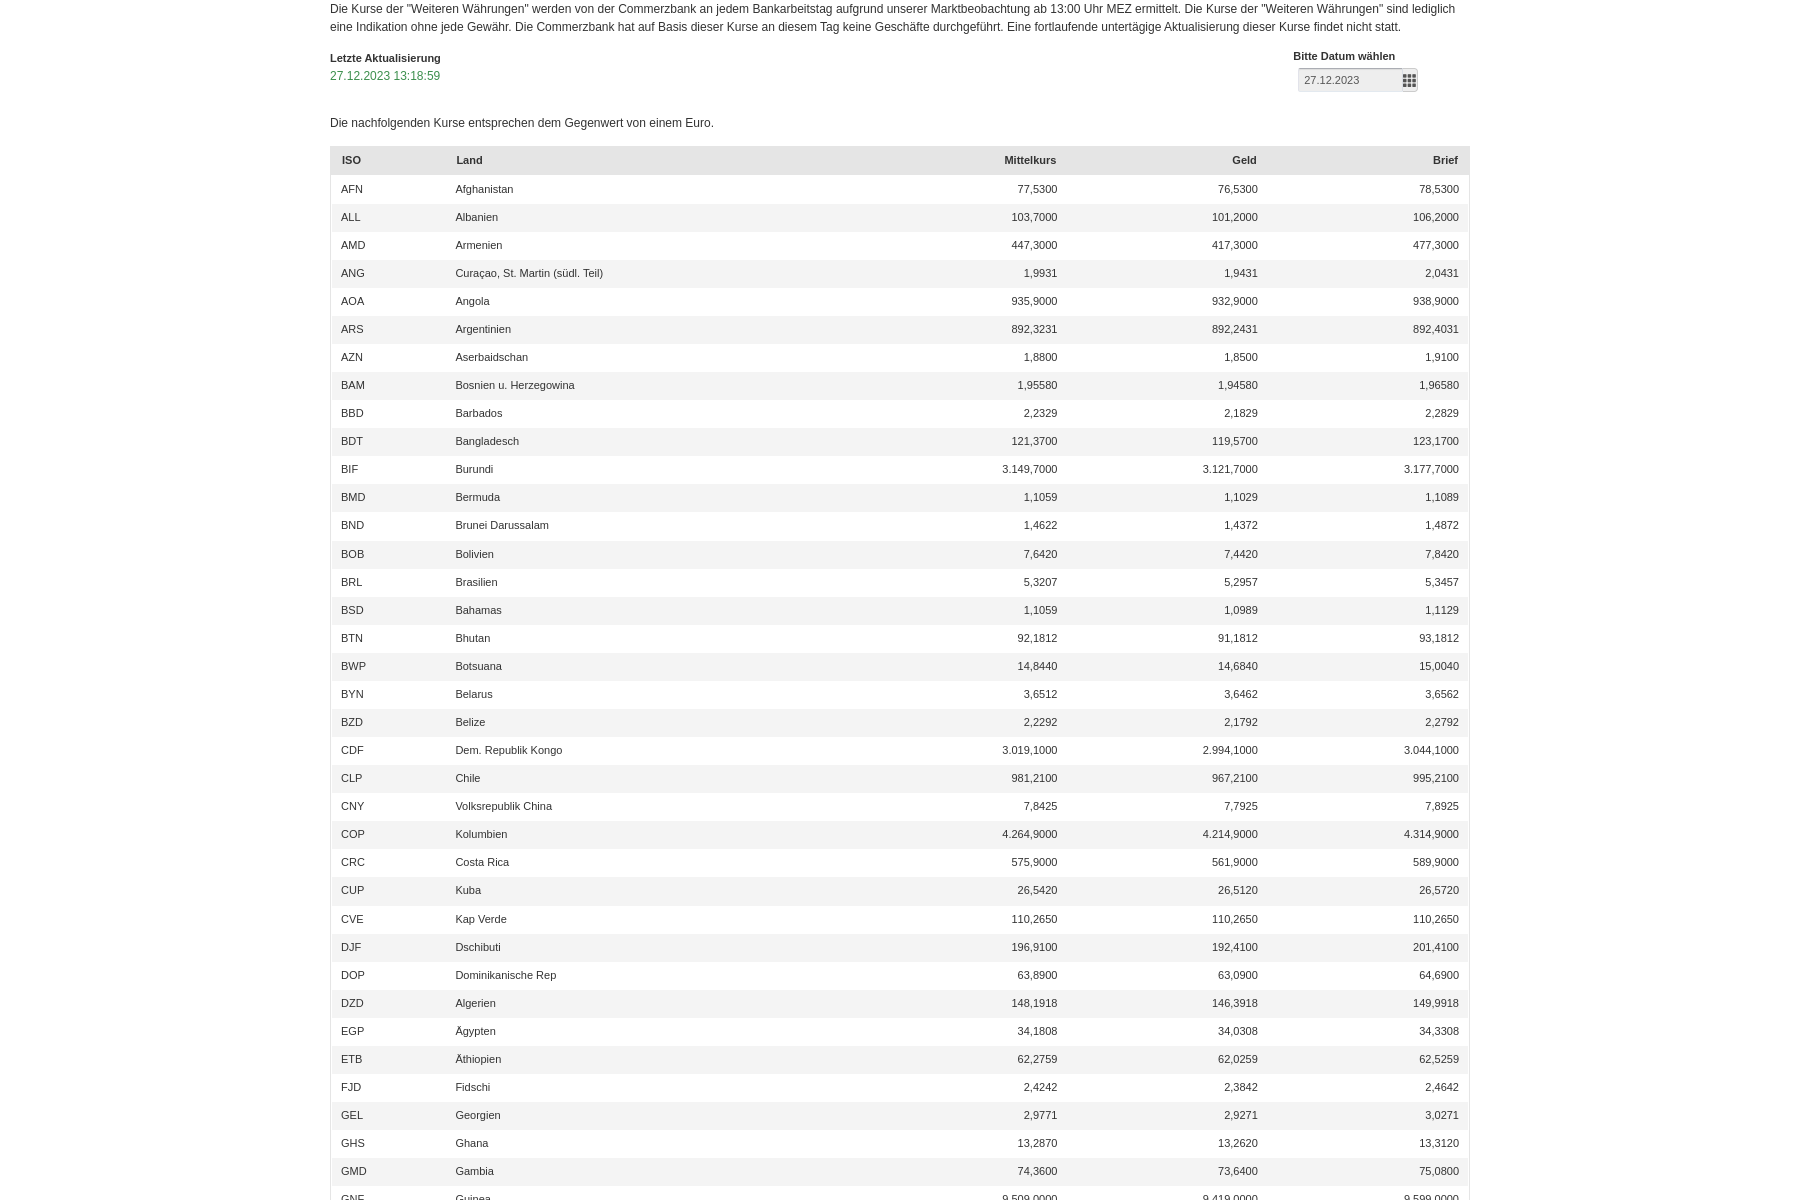 Die Kurse der "Weiteren Währungen" werden von der Commerzbank an jedem Bankarbeitstag aufgrund unserer Marktbeobachtung ab 13:00 Uhr MEZ ermittelt. Die Kurse der "Weiteren Währungen" sind lediglich
eine Indikation ohne jede Gewähr. Die Commerzbank hat auf Basis dieser Kurse an diesem Tag keine Geschäfte durchgeführt. Eine fortlaufende untertägige Aktualisierung dieser Kurse findet nicht statt.
Letzte Aktualisierung
27.12.2023 13:18:59
Bitte Datum wählen
27.12.2023
Die nachfolgenden Kurse entsprechen dem Gegenwert von einem Euro.
ISO Land Mittelkurs Geld Brief
AFN Afghanistan 77,5300 76,5300 78,5300
ALL Albanien 103,7000 101,2000 106,2000
AMD Armenien 447,3000 417,3000 477,3000
ANG Curaçao, St. Martin (südl. Teil) 1,9931 1,9431 2,0431
AOA Angola 935,9000 932,9000 938,9000
ARS Argentinien 892,3231 892,2431 892,4031
AZN Aserbaidschan 1,8800 1,8500 1,9100
BAM Bosnien u. Herzegowina 1,95580 1,94580 1,96580
BBD Barbados 2,2329 2,1829 2,2829
BDT Bangladesch 121,3700 119,5700 123,1700
BIF Burundi 3.149,7000 3.121,7000 3.177,7000
BMD Bermuda 1,1059 1,1029 1,1089
BND Brunei Darussalam 1,4622 1,4372 1,4872
BOB Bolivien 7,6420 7,4420 7,8420
BRL Brasilien 5,3207 5,2957 5,3457
BSD Bahamas 1,1059 1,0989 1,1129
BTN Bhutan 92,1812 91,1812 93,1812
BWP Botsuana 14,8440 14,6840 15,0040
BYN Belarus 3,6512 3,6462 3,6562
BZD Belize 2,2292 2,1792 2,2792
CDF Dem. Republik Kongo 3.019,1000 2.994,1000 3.044,1000
CLP Chile 981,2100 967,2100 995,2100
CNY Volksrepublik China 7,8425 7,7925 7,8925
COP Kolumbien 4.264,9000 4.214,9000 4.314,9000
CRC Costa Rica 575,9000 561,9000 589,9000
CUP Kuba 26,5420 26,5120 26,5720
CVE Kap Verde 110,2650 110,2650 110,2650
DJF Dschibuti 196,9100 192,4100 201,4100
DOP Dominikanische Rep 63,8900 63,0900 64,6900
DZD Algerien 148,1918 146,3918 149,9918
EGP Ägypten 34,1808 34,0308 34,3308
ETB Äthiopien 62,2759 62,0259 62,5259
FJD Fidschi 2,4242 2,3842 2,4642
GEL Georgien 2,9771 2,9271 3,0271
GHS Ghana 13,2870 13,2620 13,3120
GMD Gambia 74,3600 73,6400 75,0800
GNF Guinea 9.509,0000 9.419,0000 9.599,0000